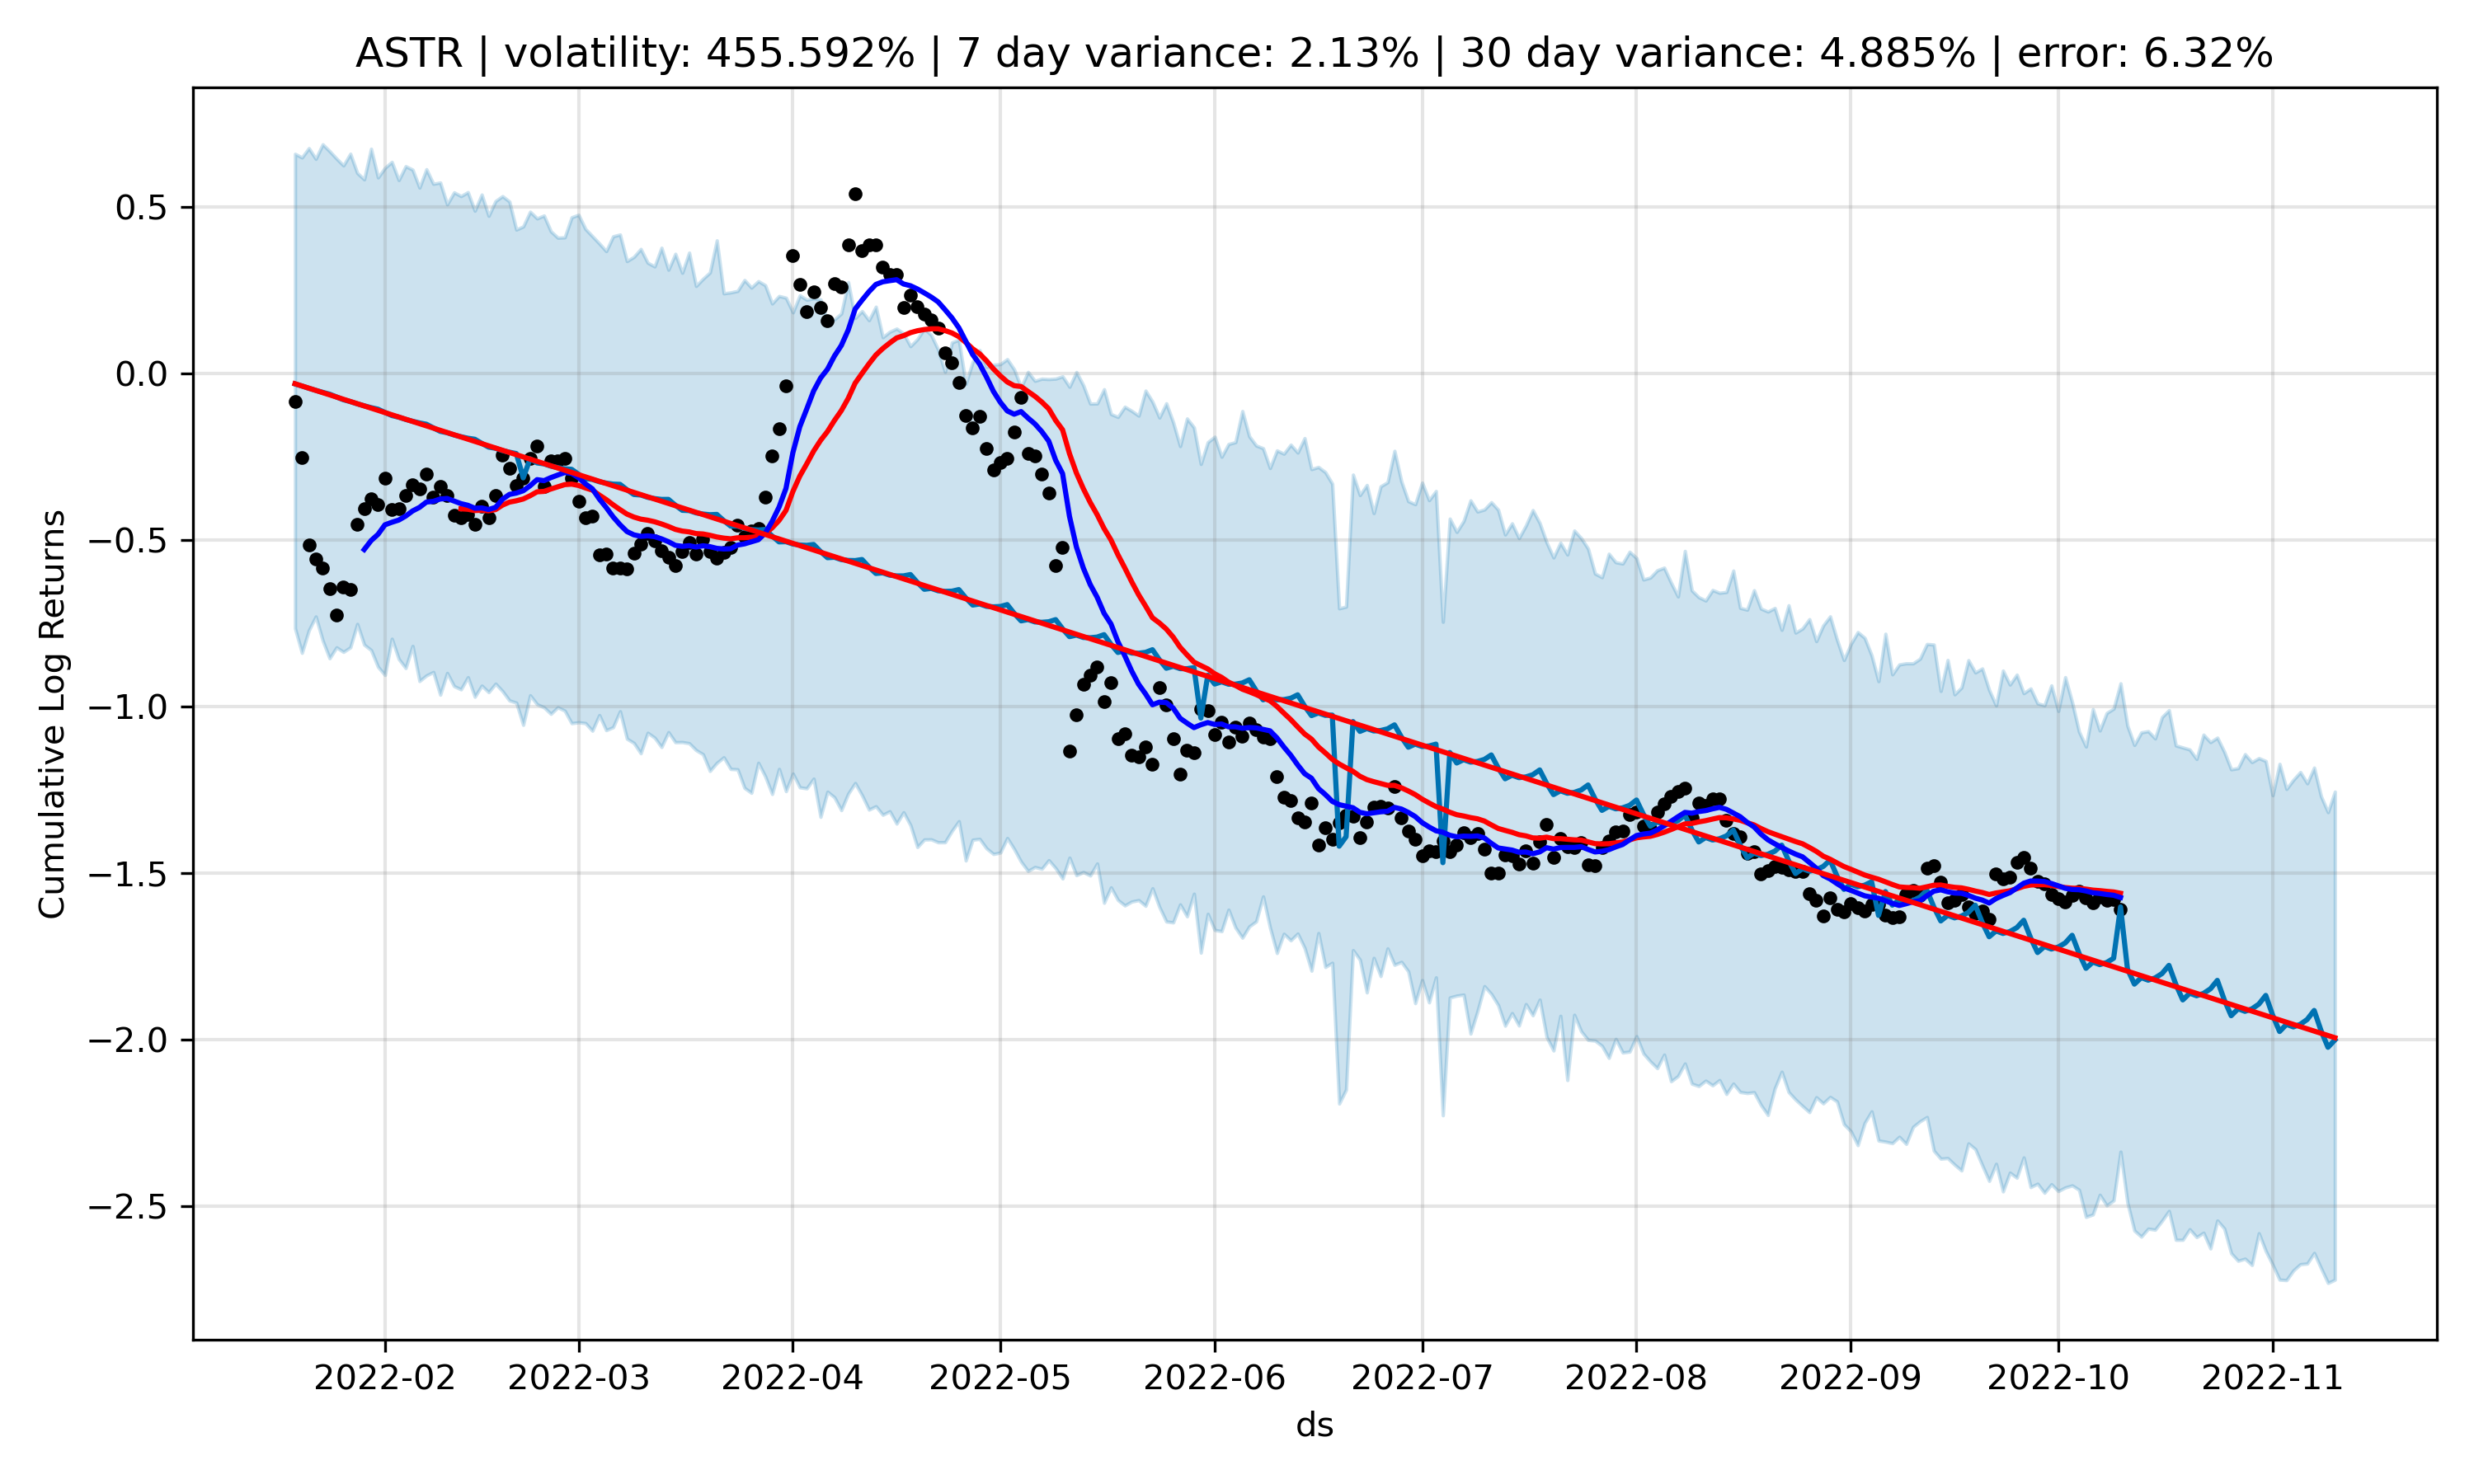 ASTR | volatility: 455.592% | 7 day variance: 2.13% | 30 day variance: 4.885% | error: 6.32%
Cumulative Log Returns
0.5
0.0
−0.5
−1.0
−1.5
−2.0
−2.5
2022-02 2022-03 2022-04 2022-05 2022-06 2022-07 2022-08 2022-09 2022-10 2022-11
ds